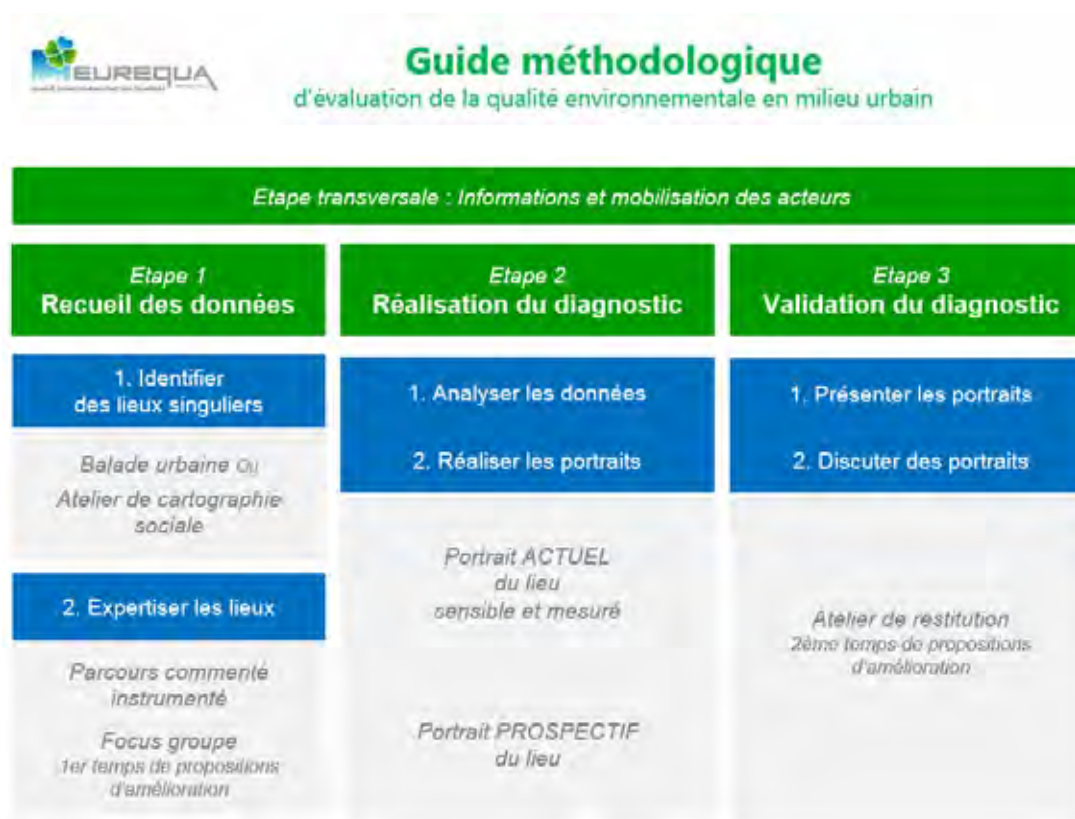 EUREQUA
Guide méthodologique
d'évaluation de la qualité environnementale en milieu urbain
Etape transversale : Informations et mobilisation des acteurs
Etape 1
Recueil des données
1. Identifier
des lieux singuliers
Balade urbaine Ou
Atelier de cartographie
sociale
2. Expertiser les lieux
Parcours commenté
instrumenté
Focus groupe
1er temps de propositions
d'amélioration
Etape 2
Réalisation du diagnostic
1. Analyser les données
2. Réaliser les portraits
Portrait ACTUEL
du lieu
sensible et mesuré
Portrait PROSPECTIF
du lieu
Etape 3
Validation du diagnostic
1. Présenter les portraits
2. Discuter des portraits
Atelier de restitution
2ème temps de propositions
d'amélioration